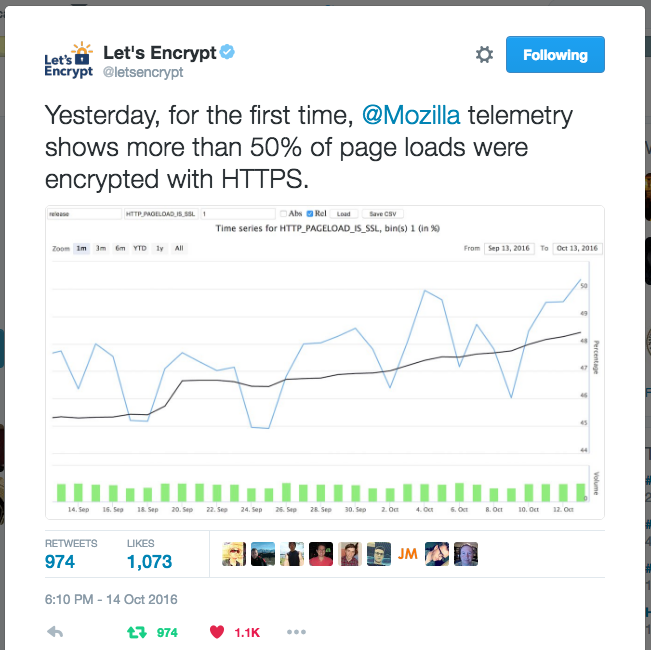 Let's Encrypt
Let's Encrypt
@letsencrypt
Following
Yesterday, for the first time, @Mozilla telemetry
shows more than 50% of page loads were
encrypted with HTTPS.
release HTTP_PAGELOAD_IS_SSL 1 Abs Rel Load Save CSV
Time series for HTTP_PAGELOAD_IS_SSL, bin(s) 1 (in %)
Zoom 1m 3m 6m YTD 1y All From Sep 13, 2016 To Oct 13, 2016
50
49
48
47
46
45
44
Percentage
0
Volume
14. Sep 16. Sep 18. Sep 20. Sep 22. Sep 24. Sep 26. Sep 28. Sep 30. Sep 2. Oct 4. Oct 6. Oct 8. Oct 10. Oct 12. Oct
RETWEETS LIKES
974 1,073
JM
6:10 PM - 14 Oct 2016
974 1.1K